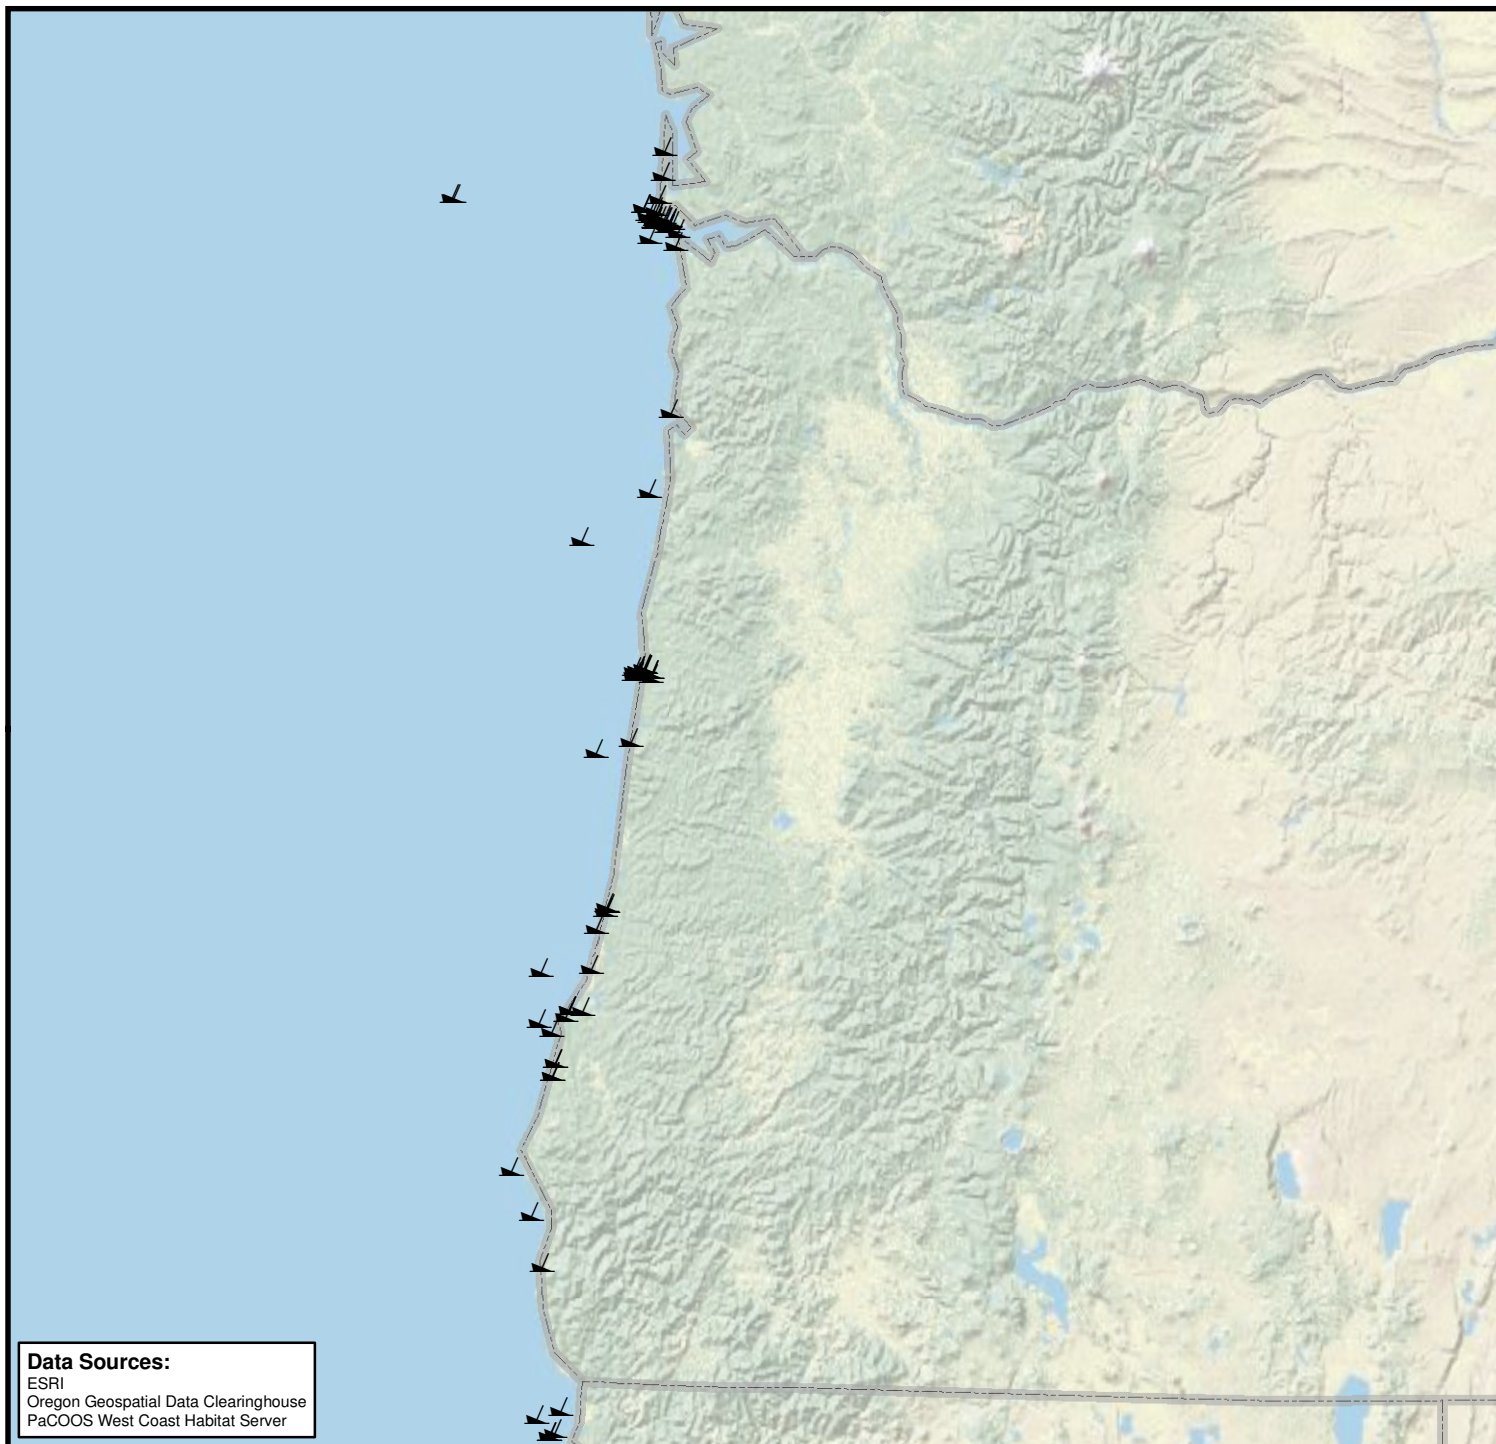 Data Sources:
ESRI
Oregon Geospatial Data Clearinghouse
PaCOOS West Coast Habitat Server